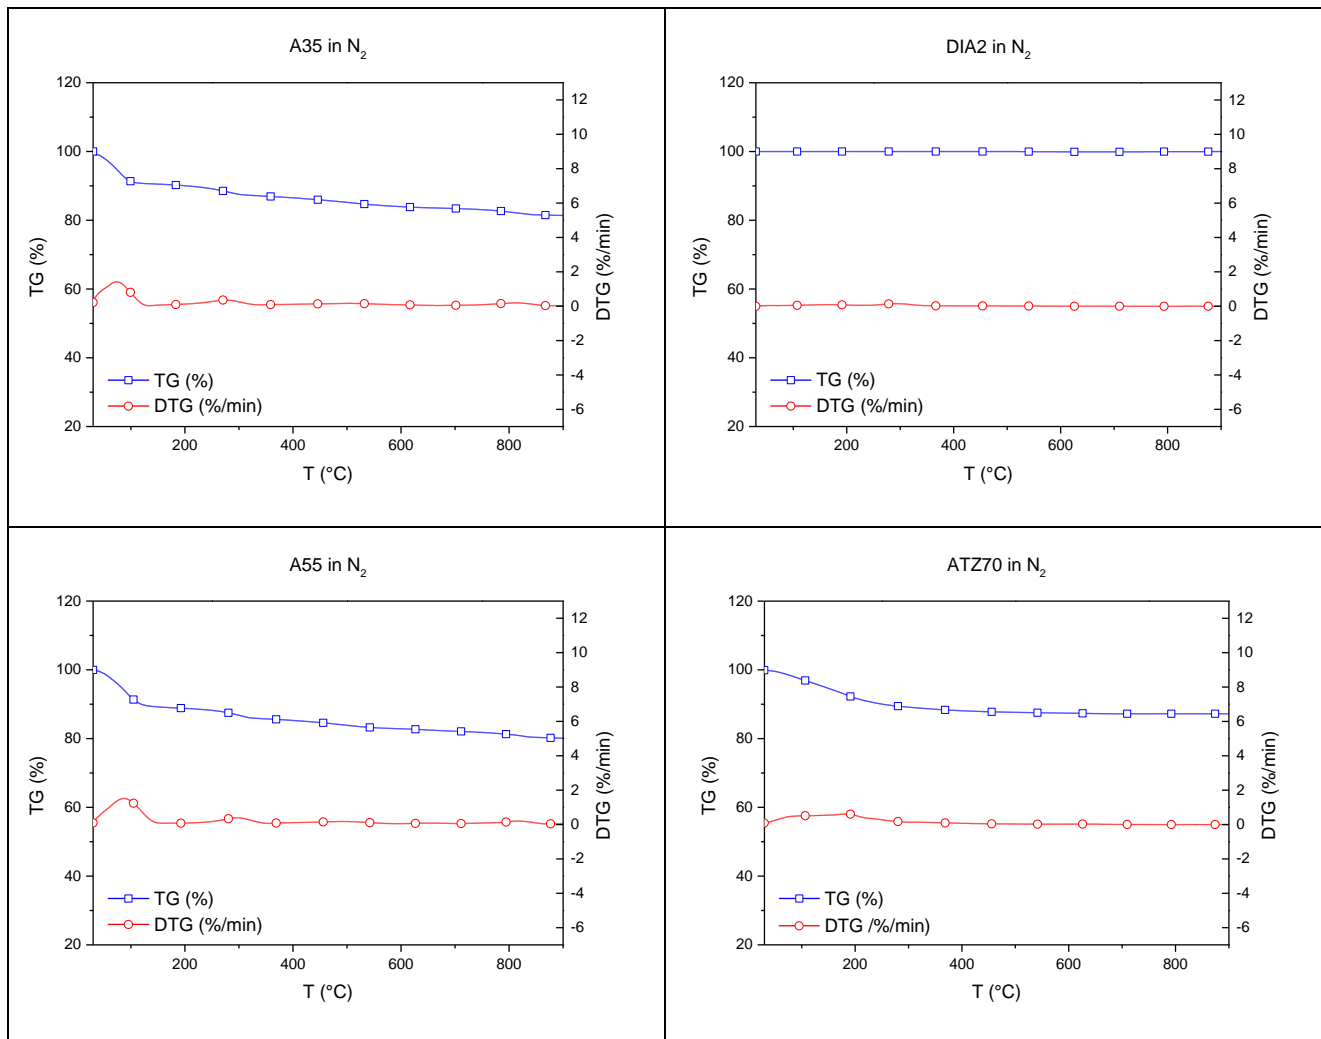 A35 in N2
120
100
80
60
40
20
TG (%)
12
10
8
6
4
2
0
-2
-4
-6
DTG (%/min)
TG (%)
DTG (%/min)
200 400 600 800
T (°C)
DIA2 in N2
120
100
80
60
40
20
TG (%)
12
10
8
6
4
2
0
-2
-4
-6
DTG (%/min)
TG (%)
DTG (%/min)
200 400 600 800
T (°C)
A55 in N2
120
100
80
60
40
20
TG (%)
12
10
8
6
4
2
0
-2
-4
-6
DTG (%/min)
TG (%)
DTG (%/min)
200 400 600 800
T (°C)
ATZ70 in N2
120
100
80
60
40
20
TG (%)
12
10
8
6
4
2
0
-2
-4
-6
DTG (%/min)
TG (%)
DTG /%/min)
200 400 600 800
T (°C)